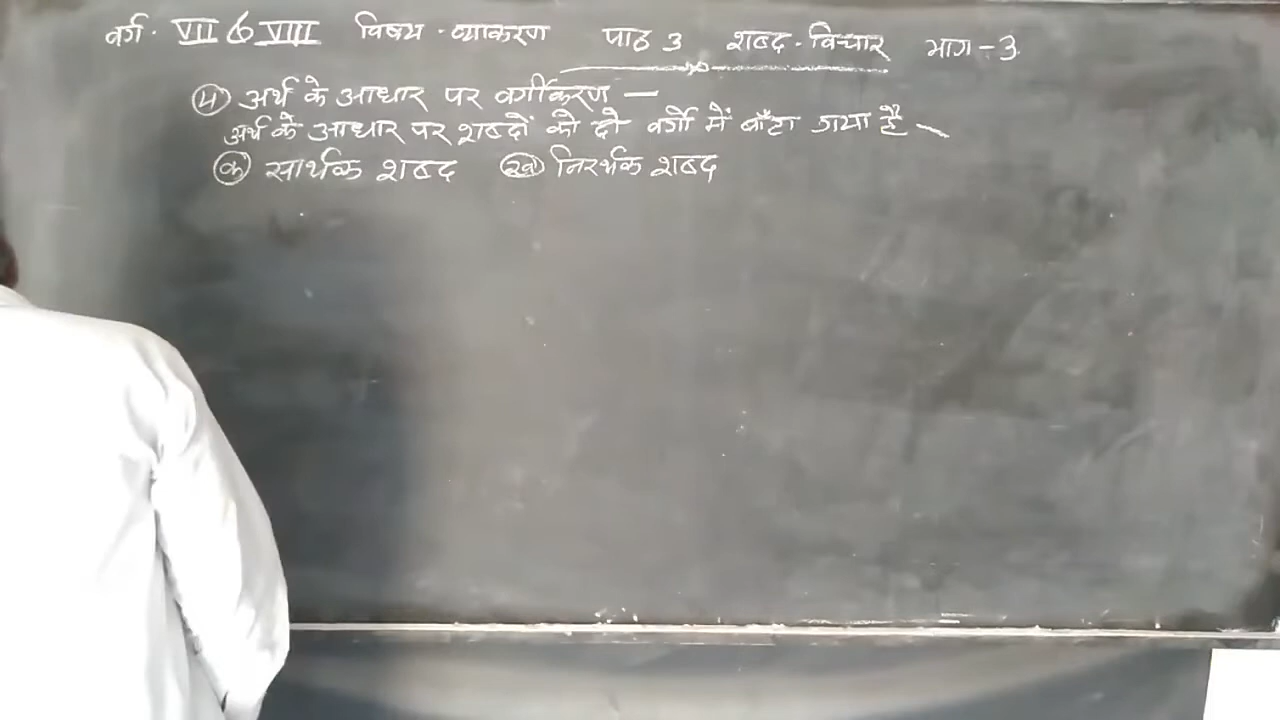 वर्ग. VII & VIII विषय - व्याकरण पाठ 3 शब्द - विचार भाग - 3
(4) अर्थ के आधार पर वर्गीकरण —
अर्थ के आधार पर शब्दों को दो वर्गों में बाँटा गया है -
(क) सार्थक शब्द (ख) निरर्थक शब्द